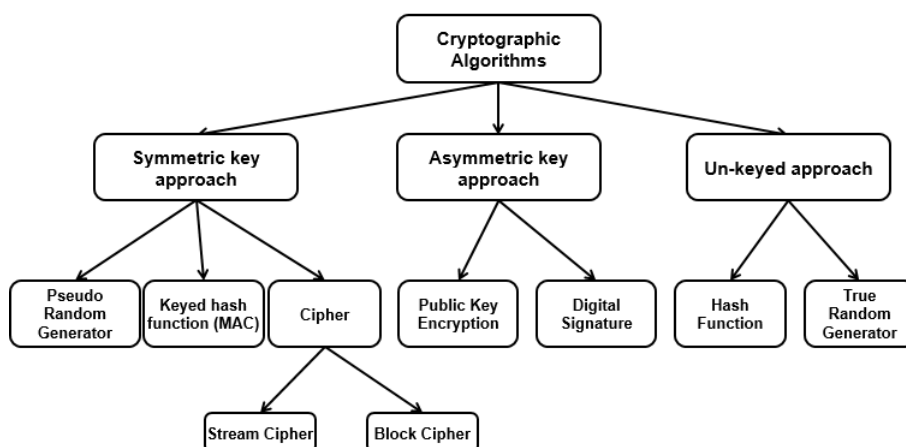 Cryptographic
Algorithms
Symmetric key
approach
Asymmetric key
approach
Un-keyed approach
Pseudo
Random
Generator
Keyed hash
function (MAC)
Cipher
Public Key
Encryption
Digital
Signature
Hash
Function
True
Random
Generator
Stream Cipher
Block Cipher